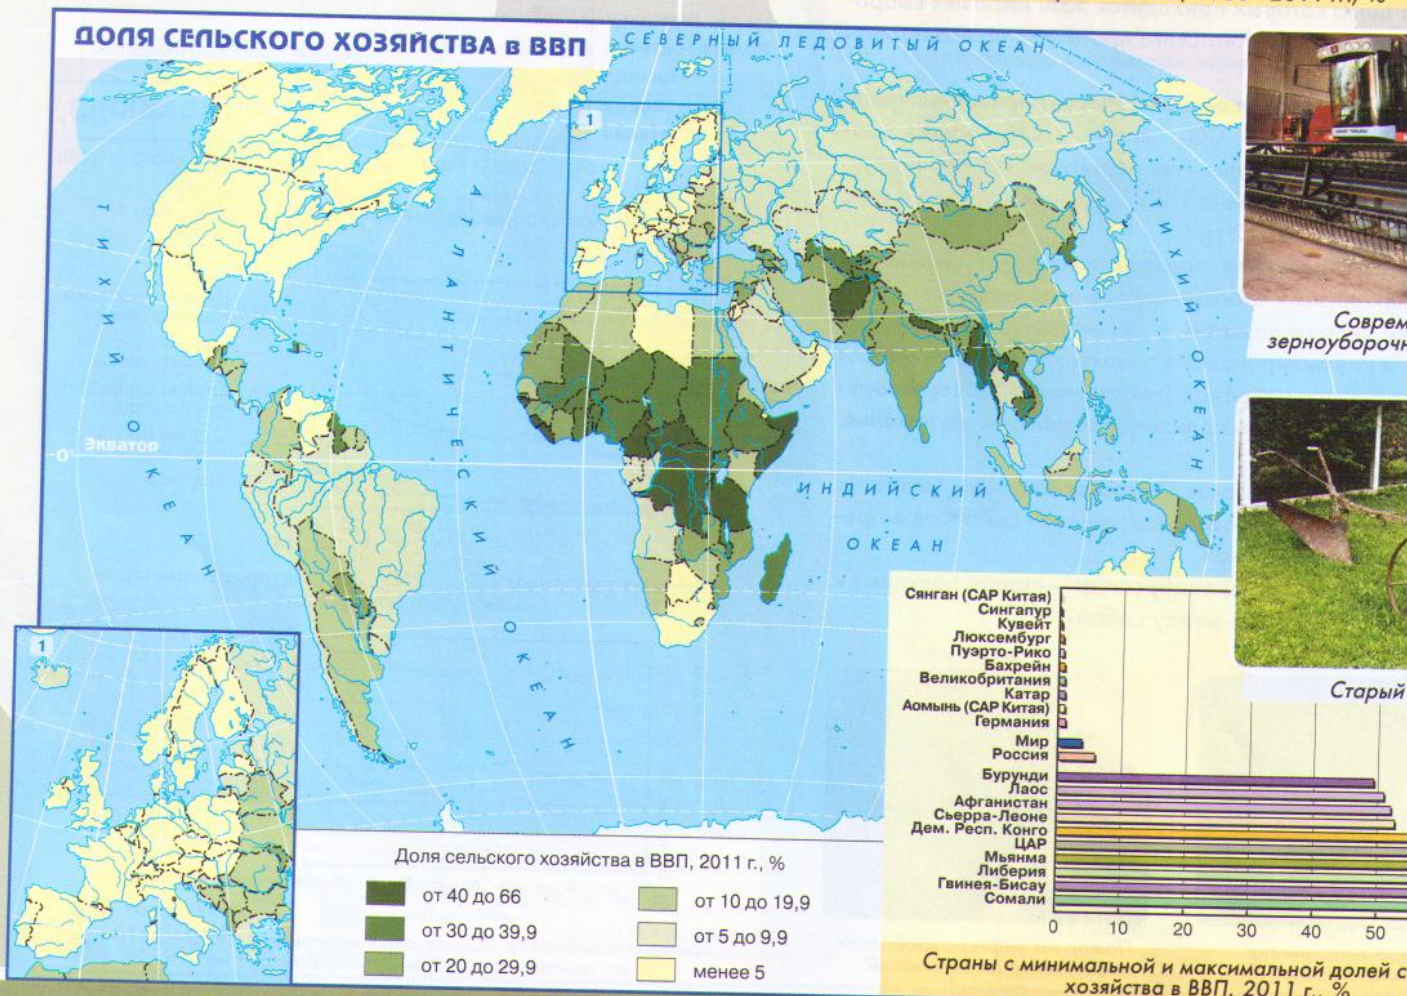 ДОЛЯ СЕЛЬСКОГО ХОЗЯЙСТВА в ВВП
СЕВЕРНЫЙ ЛЕДОВИТЫЙ ОКЕАН
1
ТИХИЙ ОКЕАН
АТЛАНТИЧЕСКИЙ ОКЕАН
ТИХИЙ ОКЕАН
0°
Экватор
ИНДИЙСКИЙ
ОКЕАН
Соврем
зерноуборочн
Старый
1
Доля сельского хозяйства в ВВП, 2011 г., %
от 40 до 66
от 30 до 39,9
от 20 до 29,9
от 10 до 19,9
от 5 до 9,9
менее 5
Сянган (САР Китая)
Сингапур
Кувейт
Люксембург
Пуэрто-Рико
Бахрейн
Великобритания
Катар
Аомынь (САР Китая)
Германия
Мир
Россия
Бурунди
Лаос
Афганистан
Сьерра-Леоне
Дем. Респ. Конго
ЦАР
Мьянма
Либерия
Гвинея-Бисау
Сомали
0 10 20 30 40 50
Страны с минимальной и максимальной долей с
хозяйства в ВВП, 2011 г., %